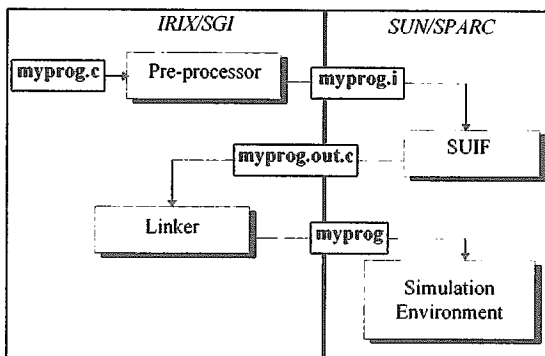 IRIX/SGI
SUN/SPARC
myprog.c
Pre-processor
myprog.i
myprog.out.c
SUIF
Linker
myprog
Simulation
Environment